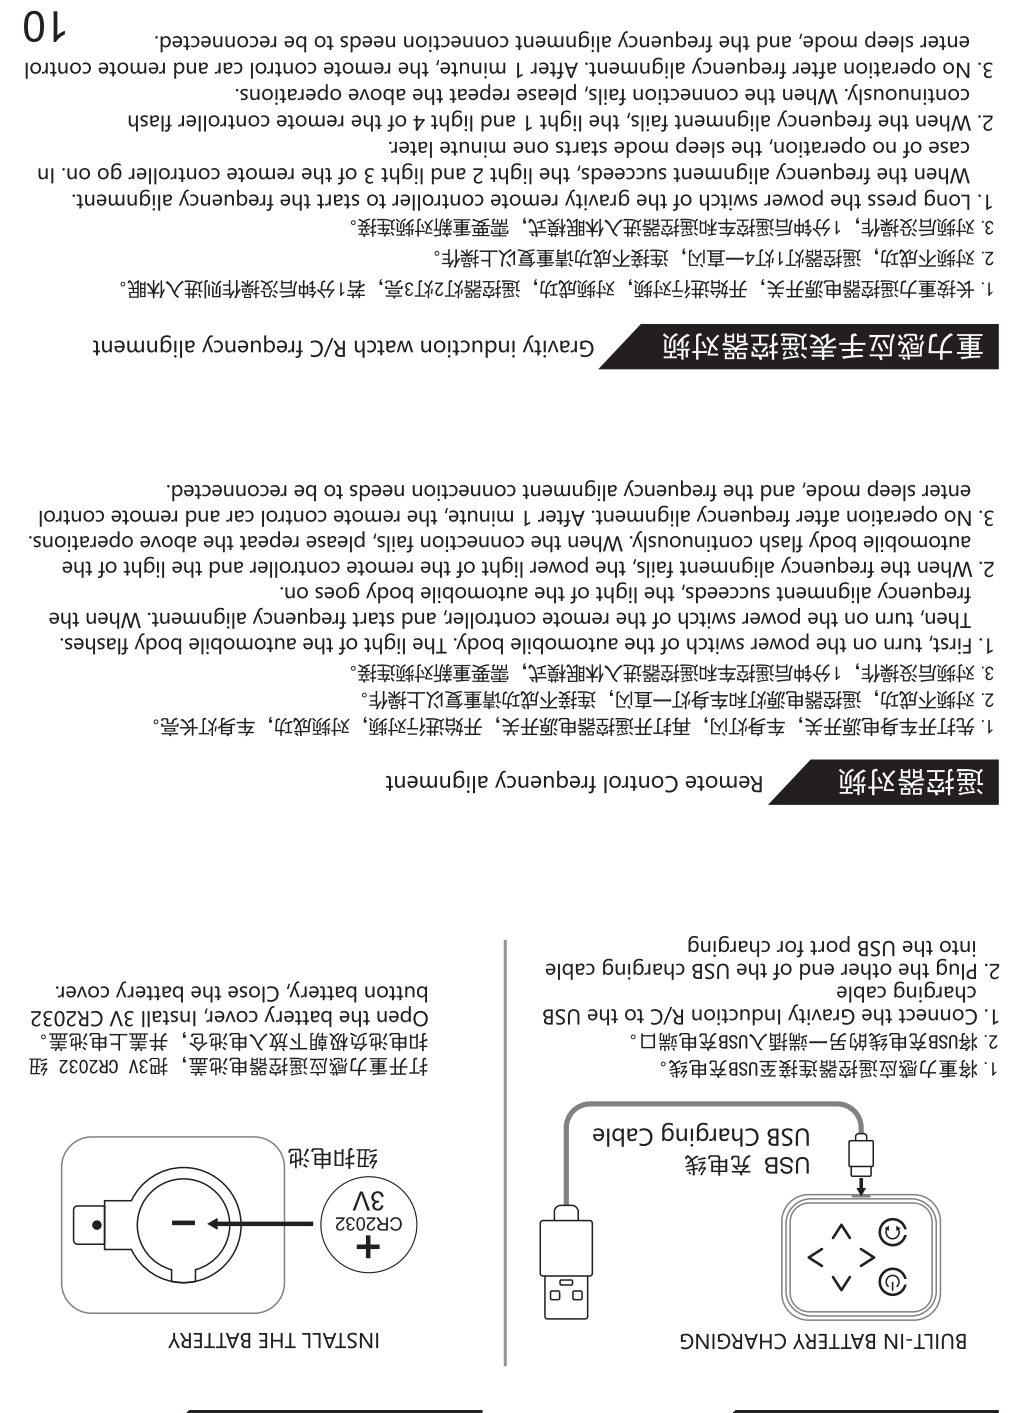 BUILT-IN BATTERY CHARGING
USB 充电线
USB Charging Cable
1. 将重力感应遥控器连接至USB充电线。
2. 将USB充电线的另一端插入USB充电端口。
1. Connect the Gravity Induction R/C to the USB
charging cable
2. Plug the other end of the USB charging cable
into the USB port for charging
INSTALL THE BATTERY
+
CR2032
3V
纽扣电池
打开重力感应遥控器电池盖，把3V CR2032 纽
扣电池负极朝下放入电池仓，并盖上电池盖。
Open the battery cover, Install 3V CR2032
button battery, Close the battery cover.
遥控器对频
Remote Control frequency alignment
1. 先打开车身电源开关，车身灯闪，再打开遥控器电源开关，开始进行对频，对频成功，车身灯长亮。
2. 对频不成功，遥控器电源灯和车身灯一直闪，连接不成功请重复以上操作。
3. 对频后没操作，1分钟后遥控车和遥控器进入休眠模式，需要重新对频连接。
1. First, turn on the power switch of the automobile body. The light of the automobile body flashes.
Then, turn on the power switch of the remote controller, and start frequency alignment. When the
frequency alignment succeeds, the light of the automobile body goes on.
2. When the frequency alignment fails, the power light of the remote controller and the light of the
automobile body flash continuously. When the connection fails, please repeat the above operations.
3. No operation after frequency alignment. After 1 minute, the remote control car and remote control
enter sleep mode, and the frequency alignment connection needs to be reconnected.
重力感应手表遥控器对频
Gravity induction watch R/C frequency alignment
1. 长按重力遥控器电源开关，开始进行对频，对频成功，遥控器灯2灯3亮，若1分钟后没操作则进入休眠。
2. 对频不成功，遥控器灯1灯4一直闪，连接不成功请重复以上操作。
3. 对频后没操作，1分钟后遥控车和遥控器进入休眠模式，需要重新对频连接。
1. Long press the power switch of the gravity remote controller to start the frequency alignment.
When the frequency alignment succeeds, the light 2 and light 3 of the remote controller go on. In
case of no operation, the sleep mode starts one minute later.
2. When the frequency alignment fails, the light 1 and light 4 of the remote controller flash
continuously. When the connection fails, please repeat the above operations.
3. No operation after frequency alignment. After 1 minute, the remote control car and remote control
enter sleep mode, and the frequency alignment connection needs to be reconnected.
10